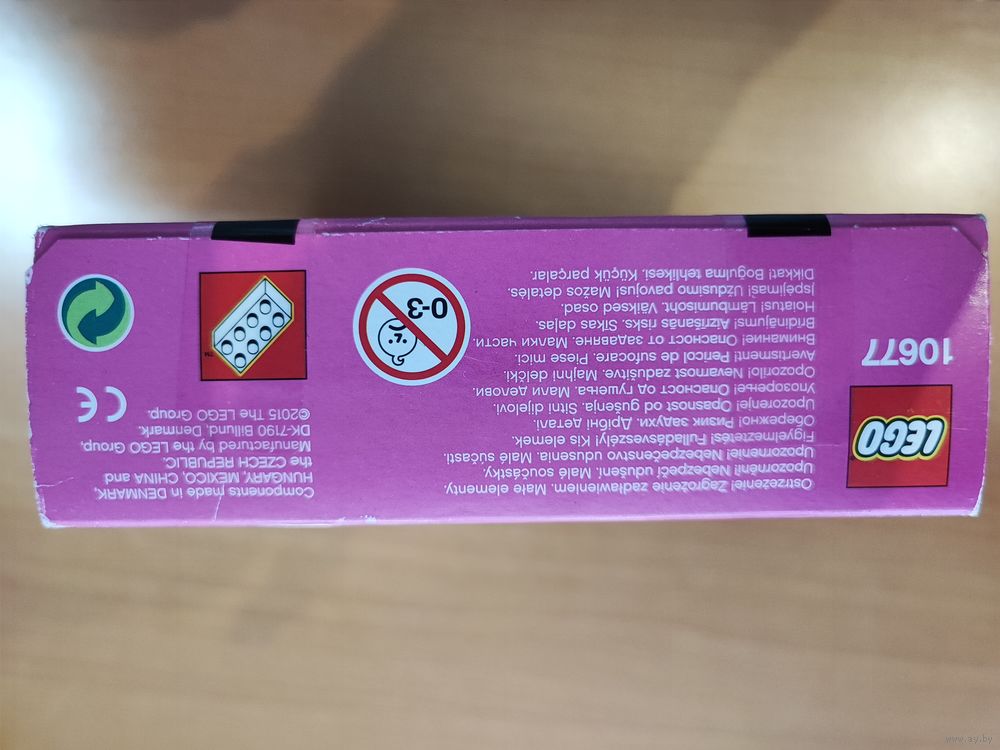 LEGO
10677
Ostrzeżenie! Zagrożenie zadławieniem. Małe elementy.
Upozornění! Nebezpečí udušení. Malé součástky.
Upozornenie! Nebezpečenstvo udusenia. Malé súčasti.
Figyelmeztetés! Fulladásveszély! Kis elemek.
Обережно! Ризик задухи. Дрібні деталі.
Upozorenje! Opasnost od gušenja. Sitni dijelovi.
Упозорење! Опасност од гушења. Мали делови.
Opozorilo! Nevarnost zadušitve. Majhni delčki.
Avertisment! Pericol de sufocare. Piese mici.
Внимание! Опасност от задавяне. Малки части.
Brīdinājums! Aizrīšanās risks. Sīkas daļas.
Hoiatus! Lämbumisoht. Väiksed osad.
Įspėjimas! Uždusimo pavojus! Mažos detalės.
Dikkat! Boğulma tehlikesi. Küçük parçalar.
0-3
Components made in DENMARK,
HUNGARY, MEXICO, CHINA and
the CZECH REPUBLIC.
Manufactured by the LEGO Group,
DK-7190 Billund, Denmark.
©2015 The LEGO Group.
TM
CE
www.ay.by